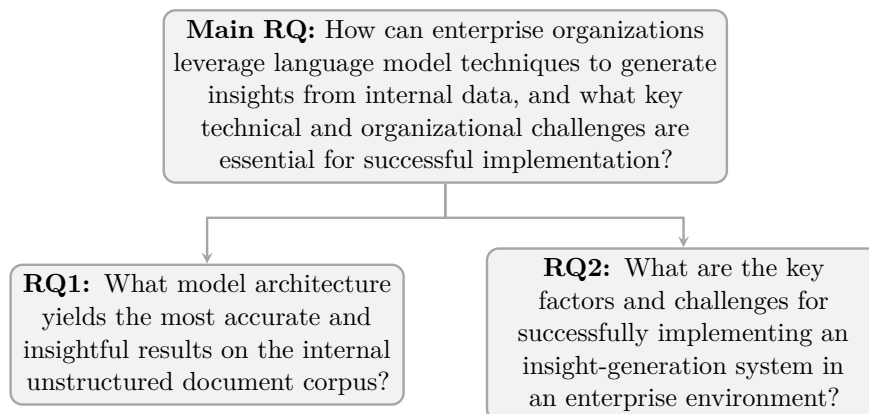 Main RQ: How can enterprise organizations
leverage language model techniques to generate
insights from internal data, and what key
technical and organizational challenges are
essential for successful implementation?
RQ1: What model architecture
yields the most accurate and
insightful results on the internal
unstructured document corpus?
RQ2: What are the key
factors and challenges for
successfully implementing an
insight-generation system in
an enterprise environment?